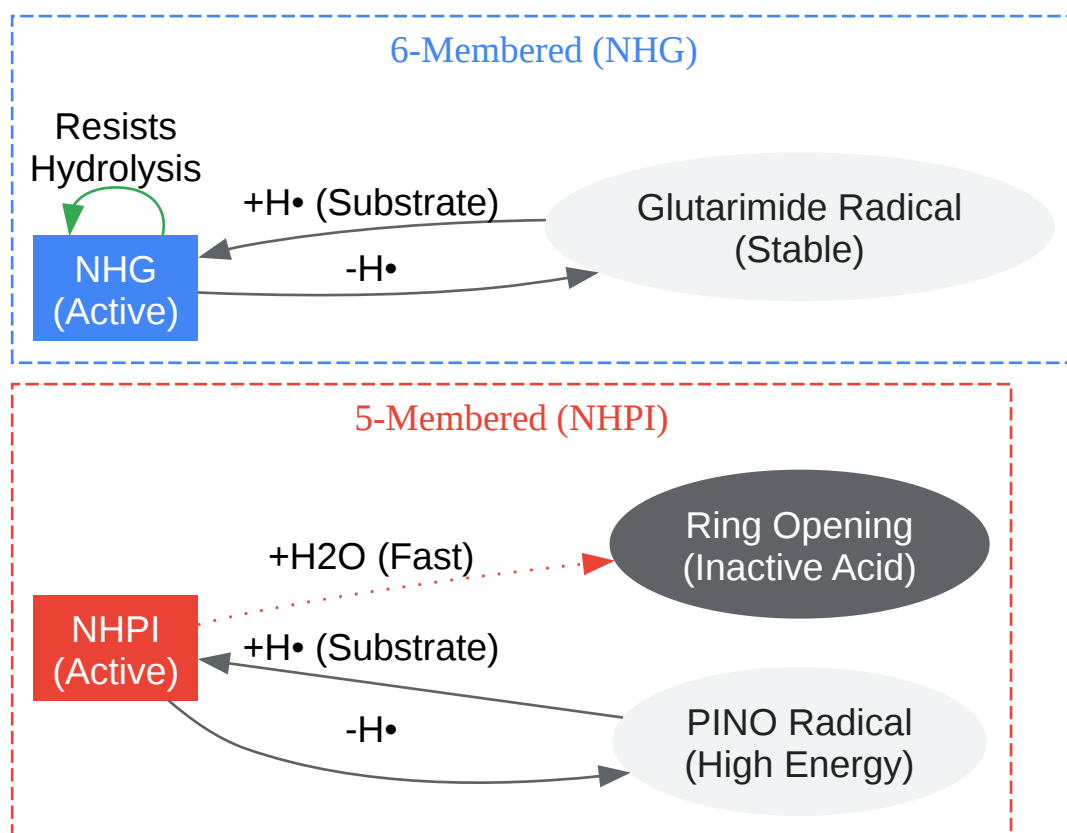 6-Membered (NHG)
Resists
Hydrolysis
+H• (Substrate)
Glutarimide Radical
(Stable)
NHG
(Active)
-H•
5-Membered (NHPI)
Ring Opening
(Inactive Acid)
+H2O (Fast)
NHPI
(Active)
+H• (Substrate)
-H•
PINO Radical
(High Energy)